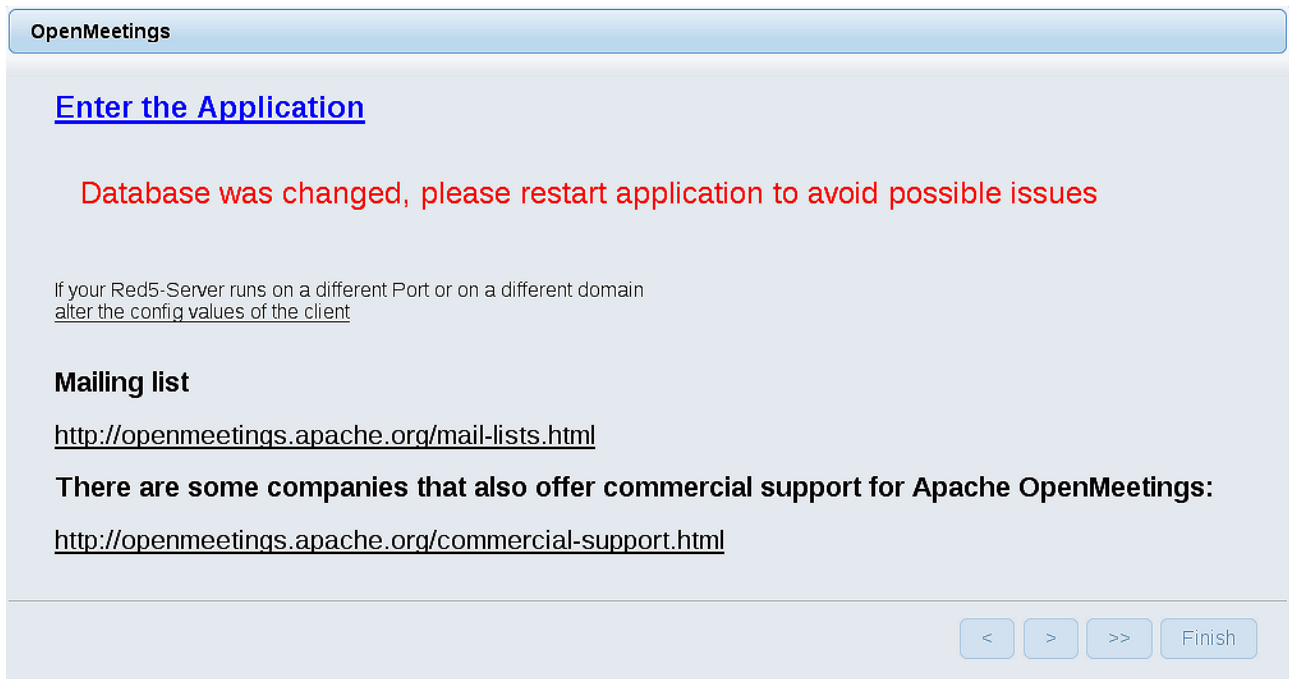 OpenMeetings
Enter the Application
Database was changed, please restart application to avoid possible issues
If your Red5-Server runs on a different Port or on a different domain
alter the config values of the client
Mailing list
http://openmeetings.apache.org/mail-lists.html
There are some companies that also offer commercial support for Apache OpenMeetings:
http://openmeetings.apache.org/commercial-support.html
< > >> Finish